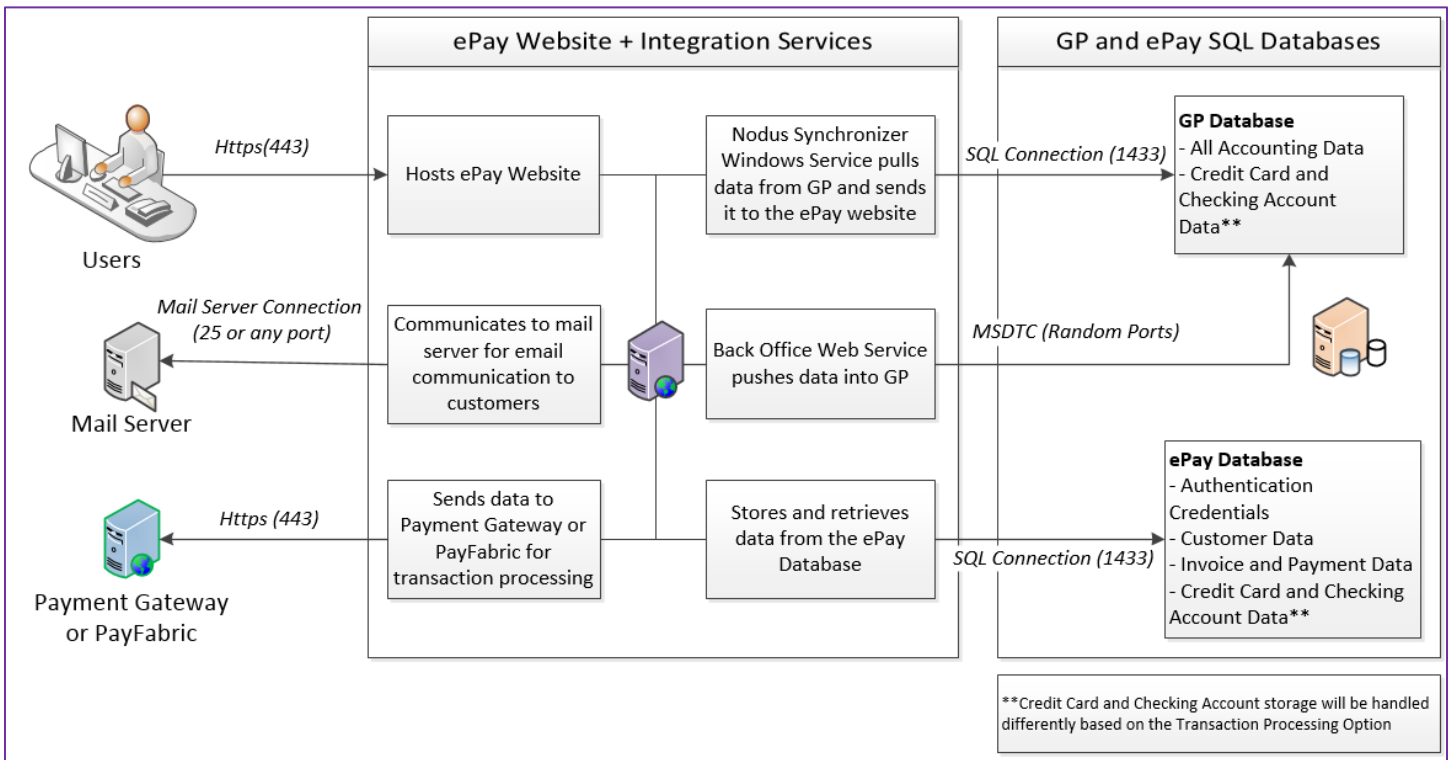 ePay Website + Integration Services
GP and ePay SQL Databases
Users
Https(443)
Hosts ePay Website
Nodus Synchronizer
Windows Service pulls
data from GP and sends
it to the ePay website
SQL Connection (1433)
GP Database
- All Accounting Data
- Credit Card and
Checking Account
Data**
Mail Server Connection
(25 or any port)
Mail Server
Communicates to mail
server for email
communication to
customers
Back Office Web Service
pushes data into GP
MSDTC (Random Ports)
Payment Gateway
or PayFabric
Https (443)
Sends data to
Payment Gateway or
PayFabric for
transaction processing
Stores and retrieves
data from the ePay
Database
SQL Connection (1433)
ePay Database
- Authentication
Credentials
- Customer Data
- Invoice and Payment Data
- Credit Card and Checking
Account Data**
**Credit Card and Checking Account storage will be handled
differently based on the Transaction Processing Option